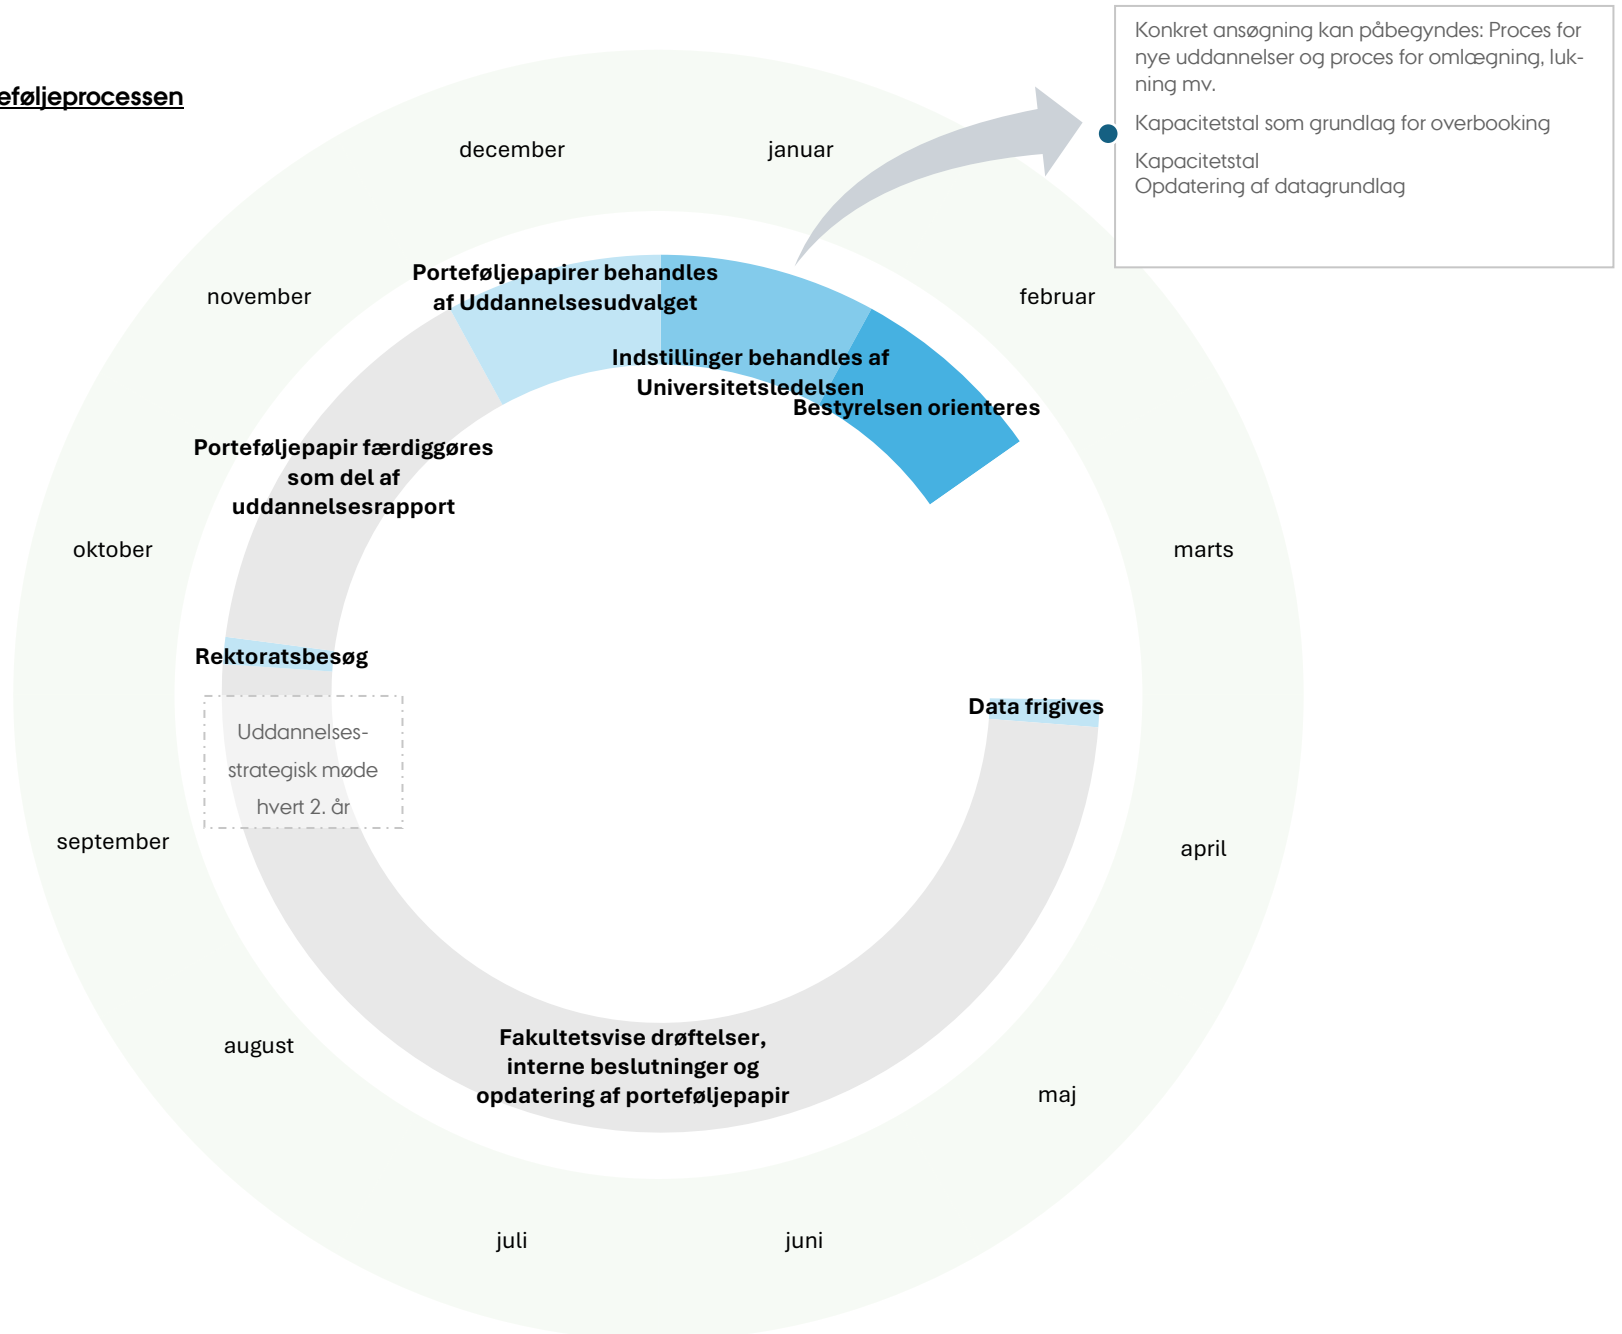 eføljeprocessen
Konkret ansøgning kan påbegyndes: Proces for
nye uddannelser og proces for omlægning, luk-
ning mv.
Kapacitetstal som grundlag for overbooking
Kapacitetstal
Opdatering af datagrundlag
december
januar
november
februar
Porteføljepapirer behandles
af Uddannelsesudvalget
Indstillinger behandles af
Universitetsledelsen
Bestyrelsen orienteres
Porteføljepapir færdiggøres
som del af
uddannelsesrapport
oktober
marts
Rektoratsbesøg
Data frigives
Uddannelses-
strategisk møde
hvert 2. år
september
april
august
Fakultetsvise drøftelser,
interne beslutninger og
opdatering af porteføljepapir
maj
juli
juni